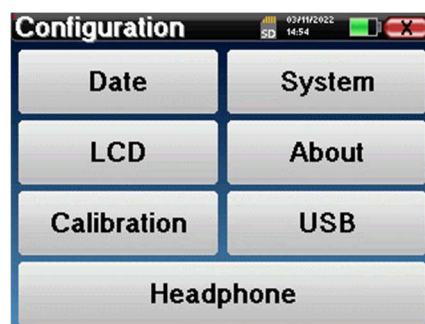 Configuration
SD 03/11/2022
14:54
X
Date System
LCD About
Calibration USB
Headphone